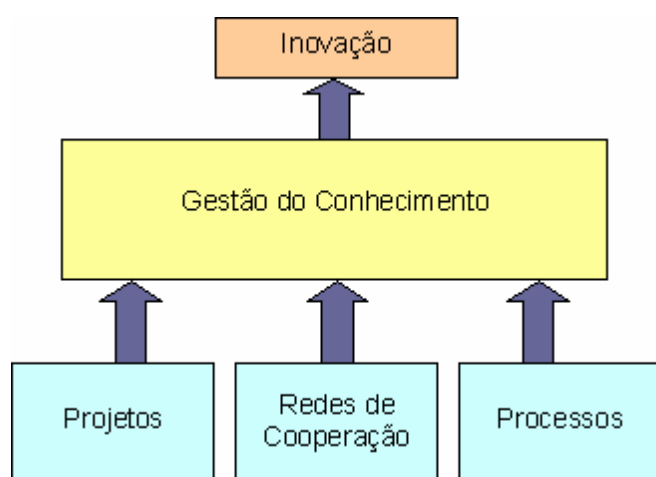 Inovação
Gestão do Conhecimento
Projetos
Redes de
Cooperação
Processos